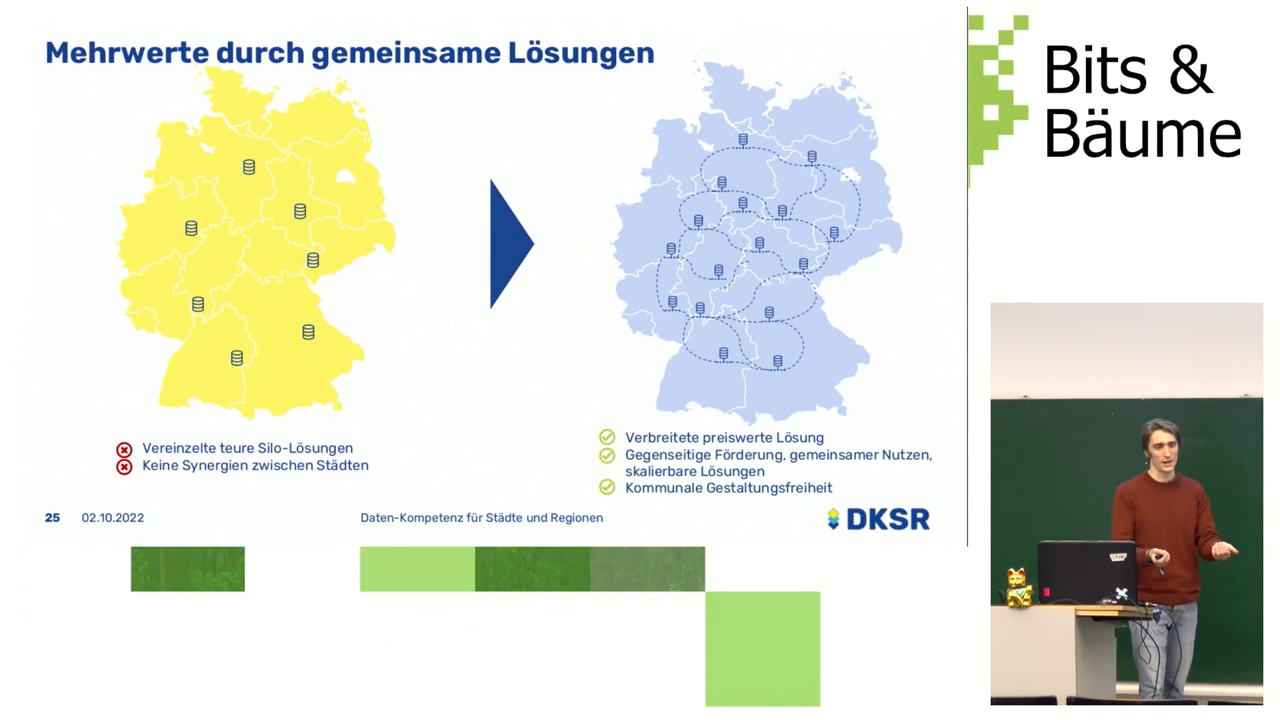 Mehrwerte durch gemeinsame Lösungen
Vereinzelte teure Silo-Lösungen
Keine Synergien zwischen Städten
Verbreitete preiswerte Lösung
Gegenseitige Förderung, gemeinsamer Nutzen,
skalierbare Lösungen
Kommunale Gestaltungsfreiheit
25
02.10.2022
Daten-Kompetenz für Städte und Regionen
DKSR
Bits &
Bäume